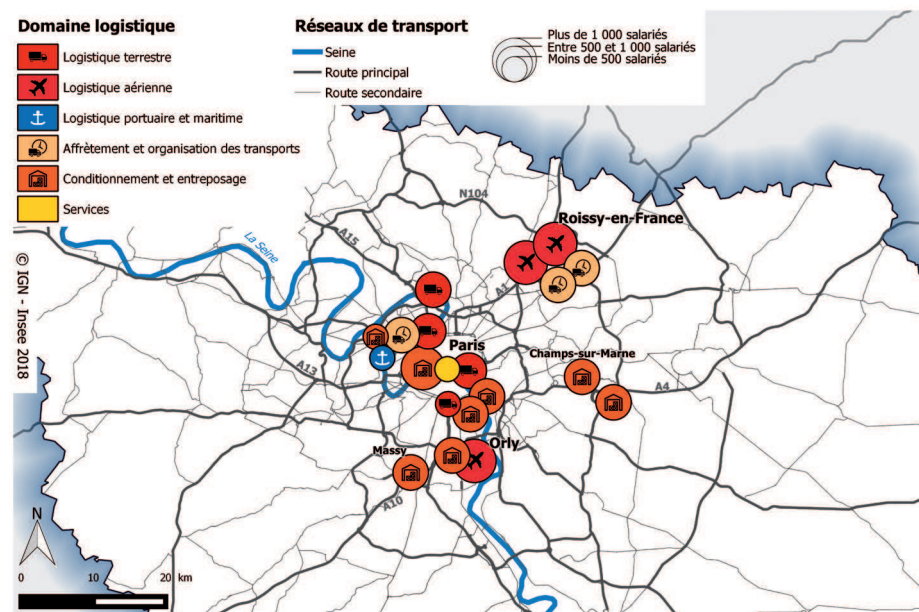 Domaine logistique
Logistique terrestre
Logistique aérienne
Logistique portuaire et maritime
Affrètement et organisation des transports
Conditionnement et entreposage
Services
Réseaux de transport
Seine
Route principal
Route secondaire
Plus de 1 000 salariés
Entre 500 et 1 000 salariés
Moins de 500 salariés
N104
Roissy-en-France
A15
La Seine
© IGN - Insee 2018
Paris
Champs-sur-Marne
A13
A4
Massy
Orly
A10
N
0 10 20 km